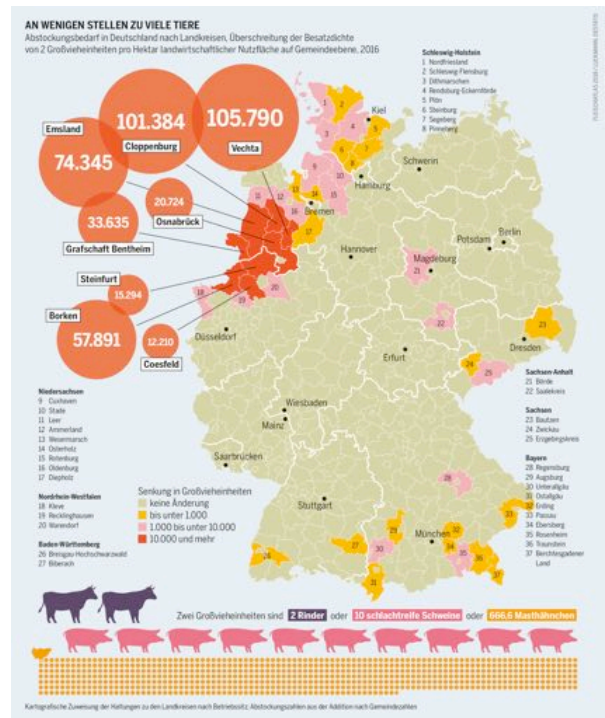 AN WENIGEN STELLEN ZU VIELE TIERE
Abstockungsbedarf in Deutschland nach Landkreisen, Überschreitung der Besatzdichte
von 2 Großvieheinheiten pro Hektar landwirtschaftlicher Nutzfläche auf Gemeindeebene, 2016
Schleswig-Holstein
1 Nordfriesland
2 Schleswig-Flensburg
3 Dithmarschen
4 Rendsburg-Eckernförde
5 Plön
6 Steinburg
7 Segeberg
8 Pinneberg
Emsland
74.345
101.384
Cloppenburg
105.790
Vechta
20.724
Osnabrück
33.635
Grafschaft Bentheim
Steinfurt
15.294
Borken
57.891
12.210
Coesfeld
Kiel
Schwerin
Hamburg
Bremen
Berlin
Potsdam
Hannover
Magdeburg
Düsseldorf
Dresden
Erfurt
Wiesbaden
Mainz
Saarbrücken
Stuttgart
München
Niedersachsen
9 Cuxhaven
10 Stade
11 Leer
12 Ammerland
13 Wesermarsch
14 Osterholz
15 Rotenburg
16 Oldenburg
17 Diepholz
Nordrhein-Westfalen
18 Kleve
19 Recklinghausen
20 Warendorf
Baden-Württemberg
26 Breisgau-Hochschwarzwald
27 Biberach
Senkung in Großvieheinheiten
keine Änderung
bis unter 1.000
1.000 bis unter 10.000
10.000 und mehr
Sachsen-Anhalt
21 Börde
22 Saalekreis
Sachsen
23 Bautzen
24 Zwickau
25 Erzgebirgskreis
Bayern
28 Regensburg
29 Augsburg
30 Unterallgäu
31 Ostallgäu
32 Erding
33 Passau
34 Ebersberg
35 Rosenheim
36 Traunstein
37 Berchtesgadener
Land
Zwei Großvieheinheiten sind 2 Rinder oder 10 schlachtreife Schweine oder 666,6 Masthähnchen
Kartografische Zuweisung der Haltungen zu den Landkreisen nach Betriebssitz; Abstockungszahlen aus der Addition nach Gemeindezahlen